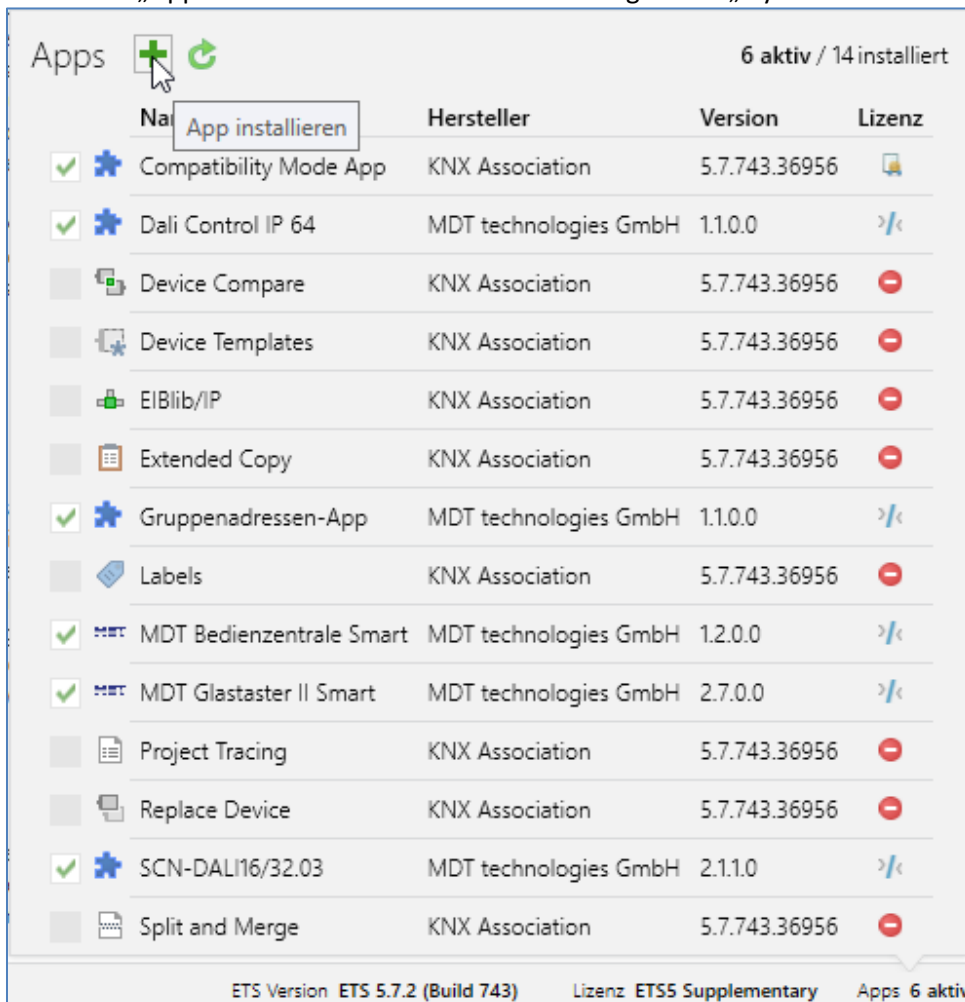 Apps 6 aktiv / 14 installiert
App installieren
Hersteller Version Lizenz
Compatibility Mode App KNX Association 5.7.743.36956
Dali Control IP 64 MDT technologies GmbH 1.1.0.0
Device Compare KNX Association 5.7.743.36956
Device Templates KNX Association 5.7.743.36956
EIBlib/IP KNX Association 5.7.743.36956
Extended Copy KNX Association 5.7.743.36956
Gruppenadressen-App MDT technologies GmbH 1.1.0.0
Labels KNX Association 5.7.743.36956
MDT Bedienzentrale Smart MDT technologies GmbH 1.2.0.0
MDT Glastaster II Smart MDT technologies GmbH 2.7.0.0
Project Tracing KNX Association 5.7.743.36956
Replace Device KNX Association 5.7.743.36956
SCN-DALI16/32.03 MDT technologies GmbH 2.1.1.0
Split and Merge KNX Association 5.7.743.36956
ETS Version ETS 5.7.2 (Build 743) Lizenz ETS5 Supplementary Apps 6 aktiv